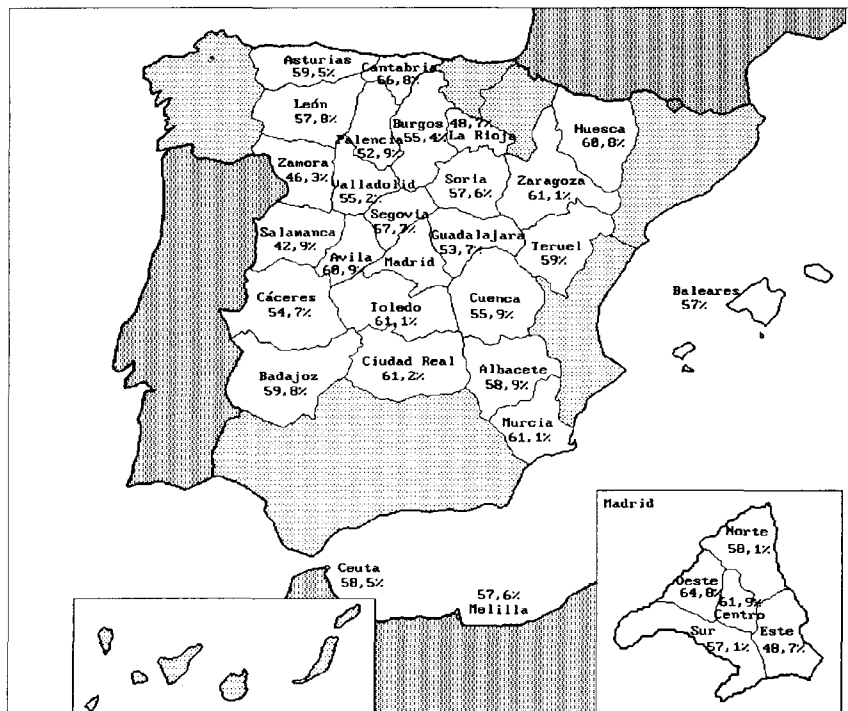 Asturias
59,5%
Cantabria
66,8%
León
57,8%
Palencia
52,9%
Burgos
55,4%
48,7%
La Rioja
Huesca
60,8%
Zamora
46,3%
Valladolid
55,2%
Soria
57,6%
Zaragoza
61,1%
Segovia
57,7%
Salamanca
42,9%
Avila
60,9%
Madrid
Guadalajara
53,7%
Teruel
59%
Cáceres
54,7%
Toledo
61,1%
Cuenca
55,9%
Baleares
57%
Badajoz
59,8%
Ciudad Real
61,2%
Albacete
58,9%
Murcia
61,1%
Ceuta
58,5%
57,6%
Melilla
Madrid
Norte
58,1%
Oeste
64,8%
61,9%
Centro
Sur
57,1%
Este
48,7%